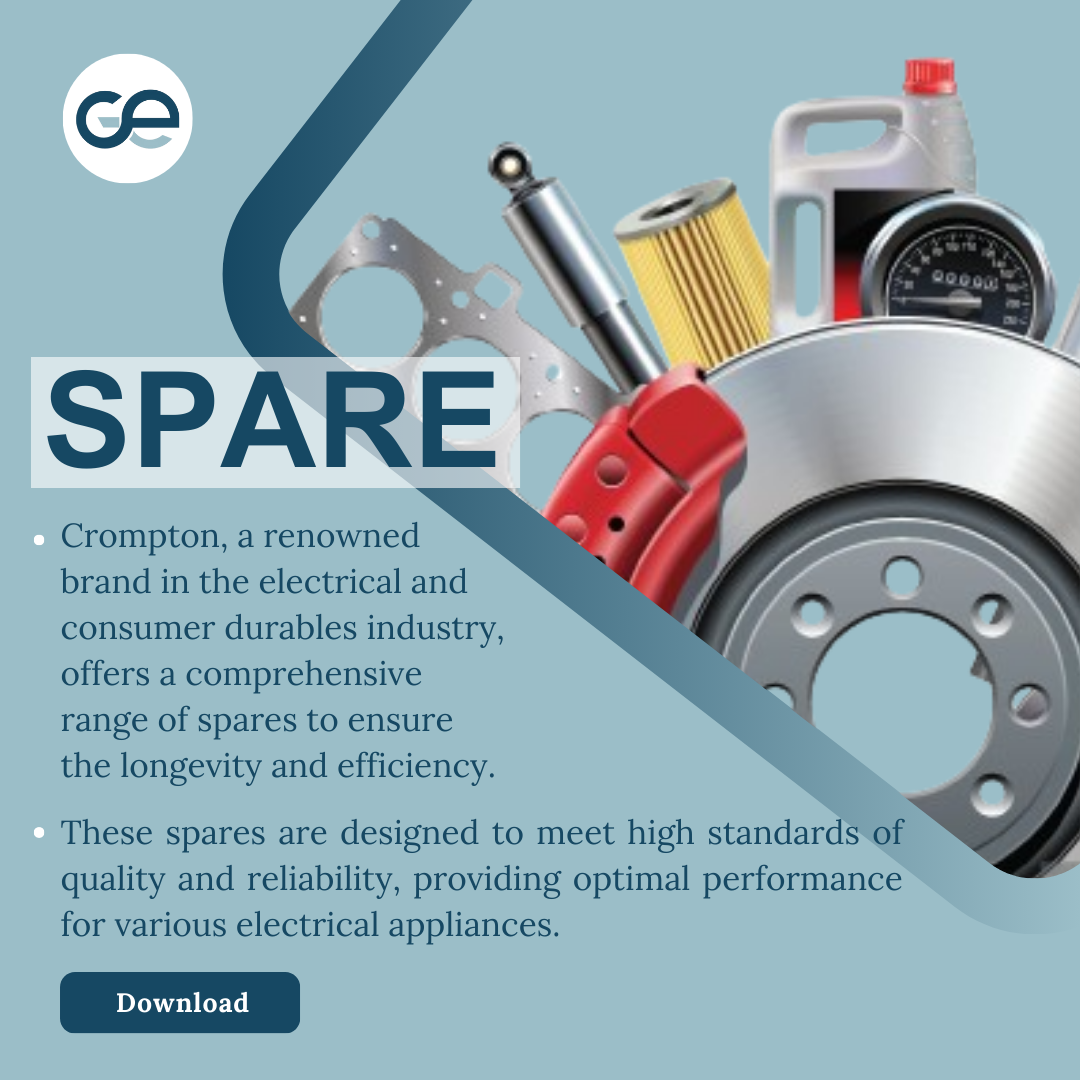 GE
SPARE
Crompton, a renowned
brand in the electrical and
consumer durables industry,
offers a comprehensive
range of spares to ensure
the longevity and efficiency.
These spares are designed to meet high standards of
quality and reliability, providing optimal performance
for various electrical appliances.
Download